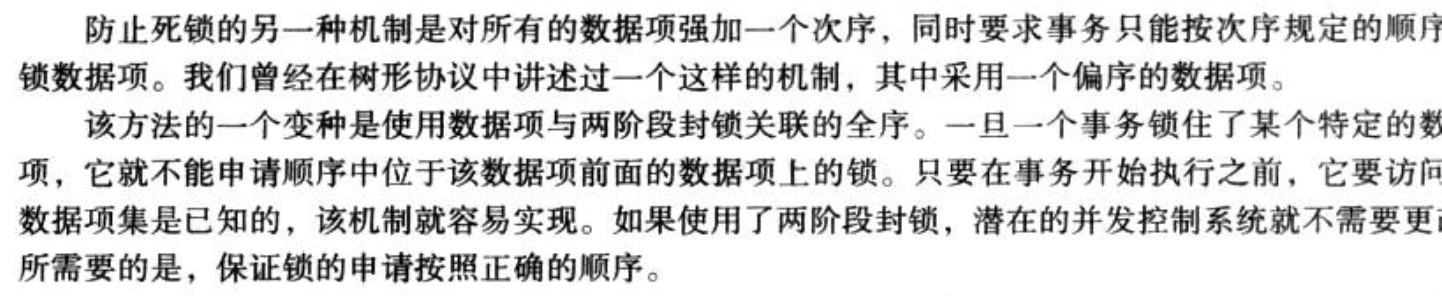 防止死锁的另一种机制是对所有的数据项强加一个次序，同时要求事务只能按次序规定的顺序
锁数据项。我们曾经在树形协议中讲述过一个这样的机制，其中采用一个偏序的数据项。
该方法的一个变种是使用数据项与两阶段封锁关联的全序。一旦一个事务锁住了某个特定的数
项，它就不能申请顺序中位于该数据项前面的数据项上的锁。只要在事务开始执行之前，它要访问
数据项集是已知的，该机制就容易实现。如果使用了两阶段封锁，潜在的并发控制系统就不需要更
所需要的是，保证锁的申请按照正确的顺序。